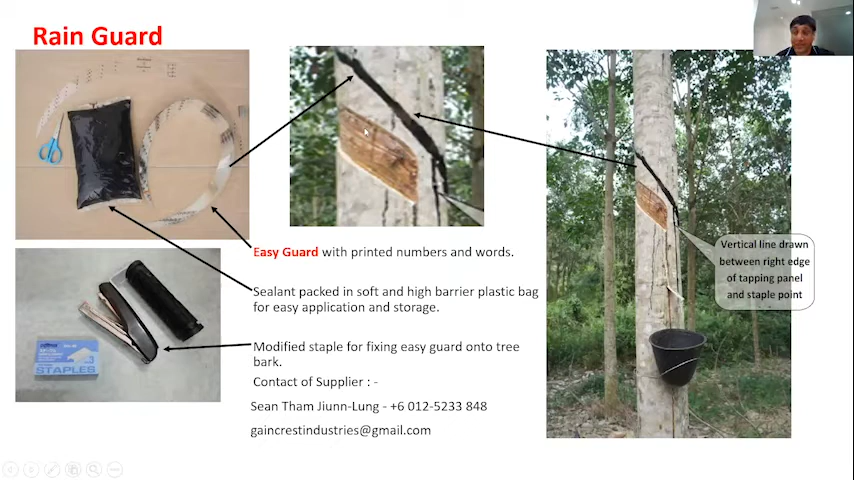 Rain Guard
Easy Guard with printed numbers and words.
Sealant packed in soft and high barrier plastic bag
for easy application and storage.
Modified staple for fixing easy guard onto tree
bark.
Contact of Supplier : -
Sean Tham Jiunn-Lung - +6 012-5233 848
gaincrestindustries@gmail.com
Vertical line drawn
between right edge
of tapping panel
and staple point
STAPLES